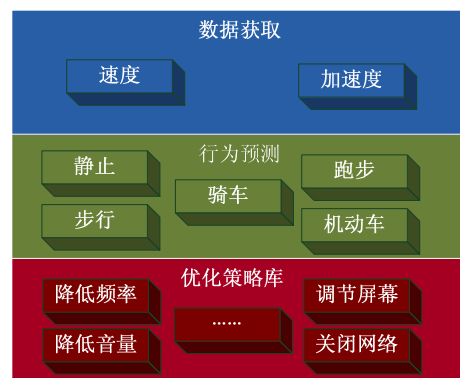 数据获取
速度
加速度
行为预测
静止
跑步
骑车
步行
机动车
优化策略库
降低频率
调节屏幕
......
降低音量
关闭网络